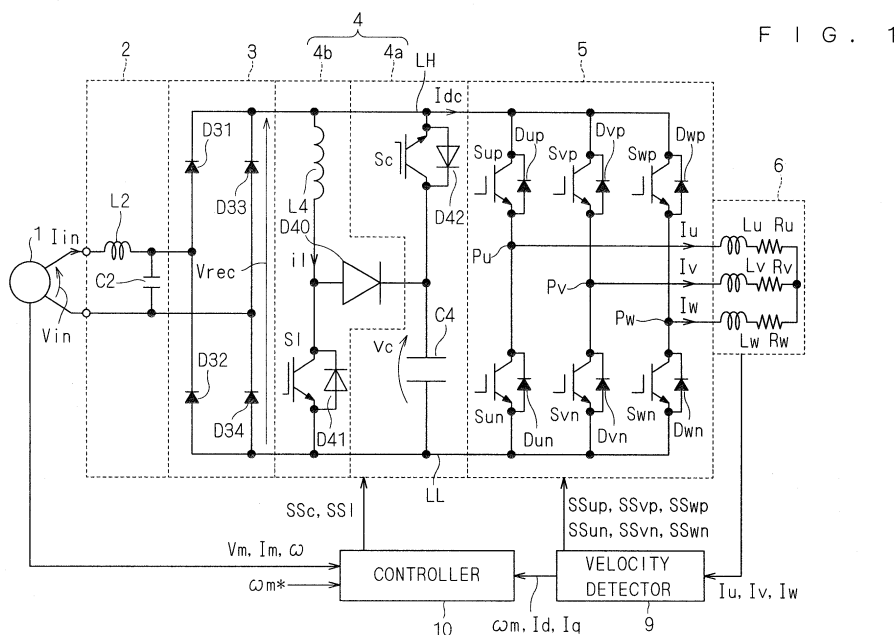 FIG. 1
4
2
3
4b
4a
5
LH
Idc
D31
D33
Sc
D42
Sup
Dup
Svp
Dvp
Swp
Dwp
6
L2
L4
D40
1
Iin
Vrec
il
C2
Vin
Pu
Pv
Pw
Iu
Iv
Iw
Lu
Ru
Lv
Rv
Lw
Rw
C4
Vc
Sl
D32
D34
D41
Sun
Dun
Svn
Dvn
Swn
Dwn
LL
SSc, SSl
SSup, SSvp, SSwp
SSun, SSvn, SSwn
Vm, Im, ω
ωm*
CONTROLLER
VELOCITY
DETECTOR
Iu, Iv, Iw
10
ωm, Id, Iq
9